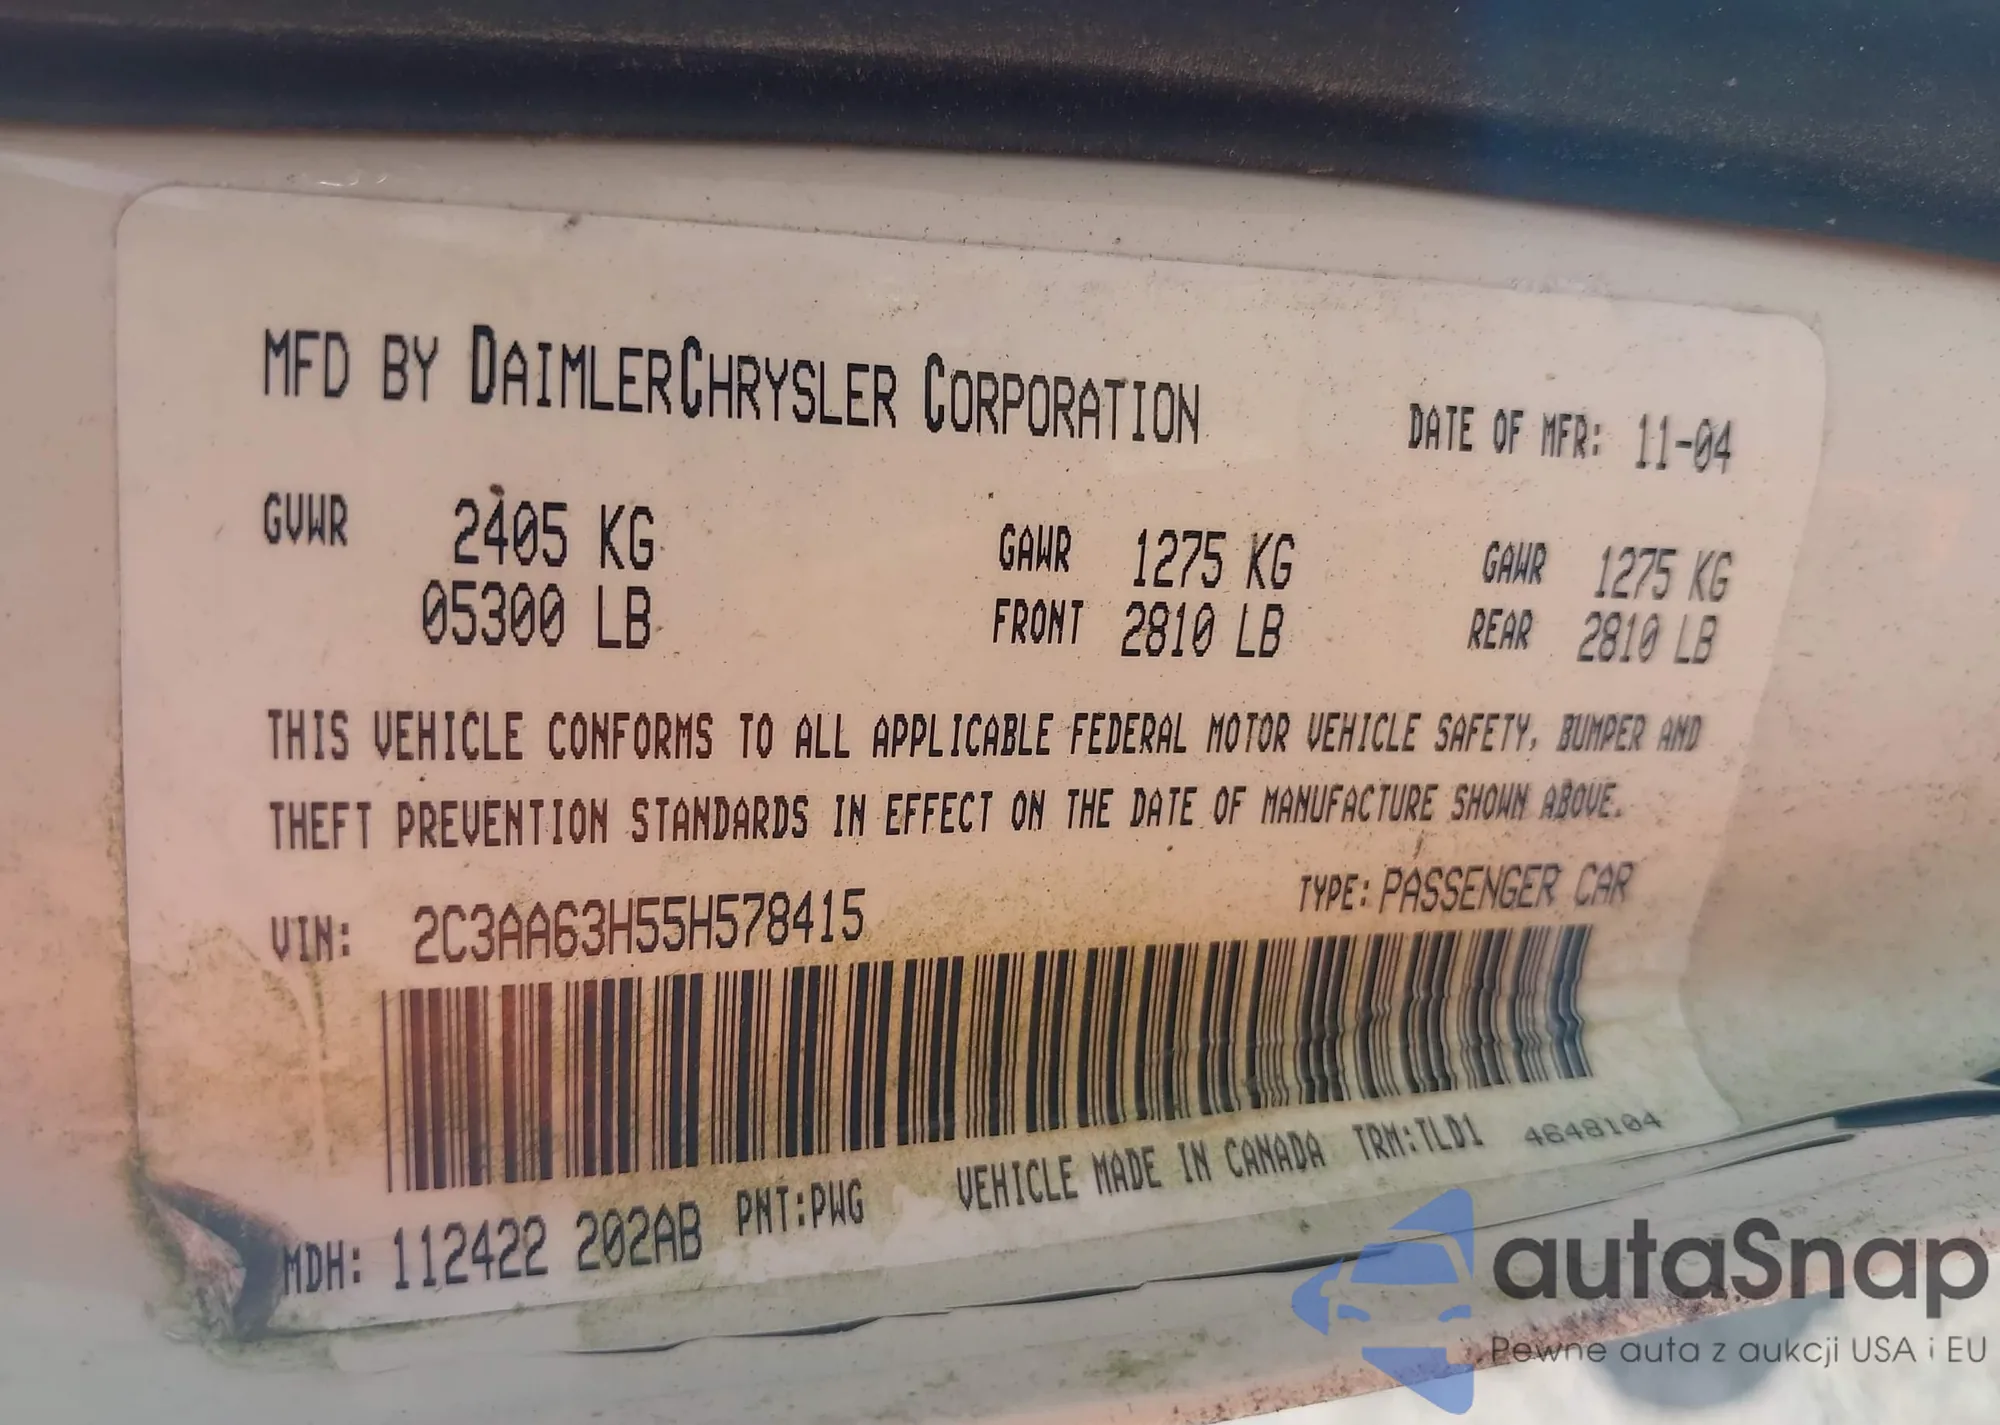 MFD BY DAIMLERCHRYSLER CORPORATION
DATE OF MFR: 11-04
GVWR 2405 KG
05300 LB
GAWR 1275 KG
FRONT 2810 LB
GAWR 1275 KG
REAR 2810 LB
THIS VEHICLE CONFORMS TO ALL APPLICABLE FEDERAL MOTOR VEHICLE SAFETY, BUMPER AND
THEFT PREVENTION STANDARDS IN EFFECT ON THE DATE OF MANUFACTURE SHOWN ABOVE.
VIN: 2C3AA63H55H578415
TYPE: PASSENGER CAR
MDH: 112422 202AB PNT:PWG VEHICLE MADE IN CANADA TRM:TLD1 4648104
autaSnap
Pewne auta z aukcji USA i EU